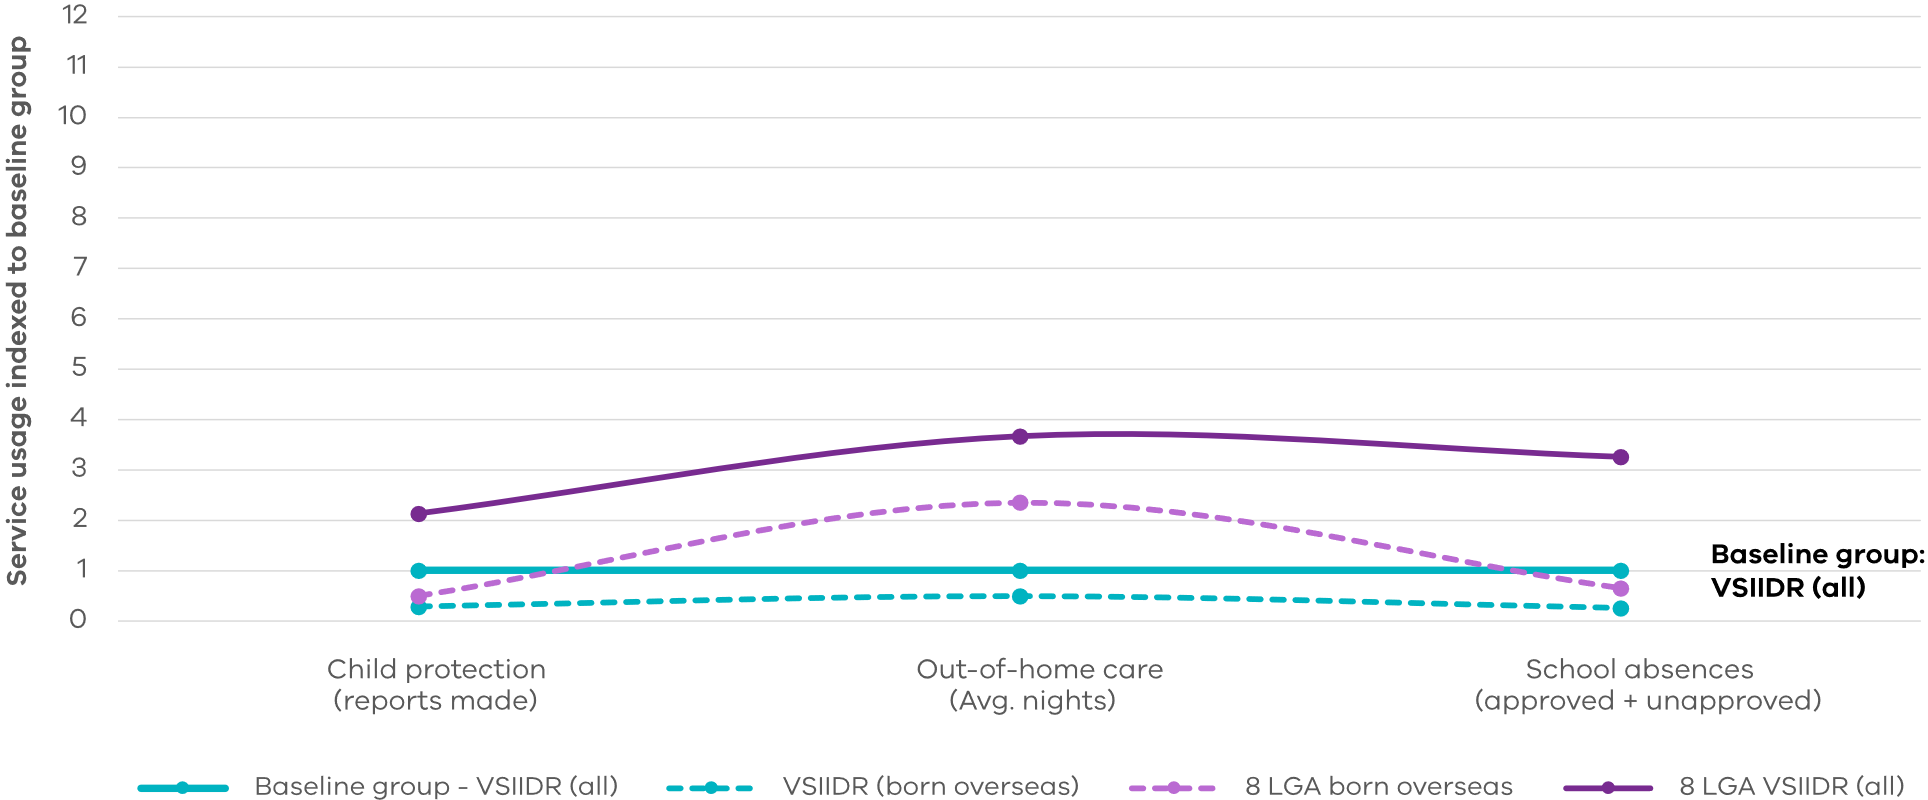 Service usage indexed to baseline group
12
11
10
9
8
7
6
5
4
3
2
1
0
Baseline group:
VSIIDR (all)
Child protection
(reports made)
Out-of-home care
(Avg. nights)
School absences
(approved + unapproved)
Baseline group - VSIIDR (all)
VSIIDR (born overseas)
8 LGA born overseas
8 LGA VSIIDR (all)